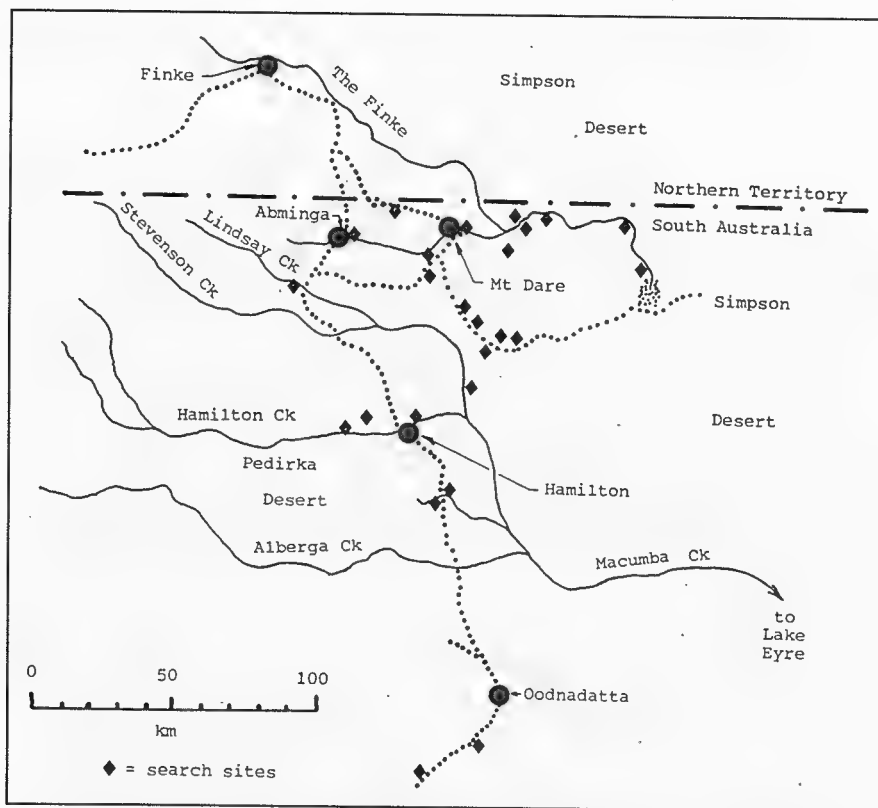 Finke
The Finke
Simpson
Desert
Northern Territory
South Australia
Abminga
Lindsay Ck
Stevenson Ck
Mt Dare
Simpson
Desert
Hamilton Ck
Pedirka
Desert
Hamilton
Alberga Ck
Macumba Ck
to
Lake
Eyre
Oodnadatta
0 50 100
km
= search sites